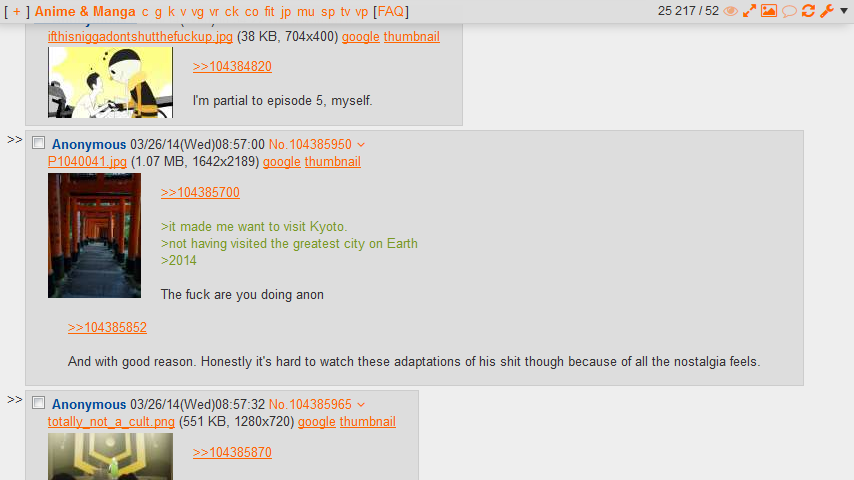 [ + ] Anime & Manga c g k v vg vr ck co fit jp mu sp tv vp [FAQ]
25 217 / 52
ifthisniggadontshutthefuckup.jpg (38 KB, 704x400) google thumbnail
>>104384820
I'm partial to episode 5, myself.
>> Anonymous 03/26/14(Wed)08:57:00 No.104385950
P1040041.jpg (1.07 MB, 1642x2189) google thumbnail
>>104385700
>it made me want to visit Kyoto.
>not having visited the greatest city on Earth
>2014
The fuck are you doing anon
>>104385852
And with good reason. Honestly it's hard to watch these adaptations of his shit though because of all the nostalgia feels.
>> Anonymous 03/26/14(Wed)08:57:32 No.104385965
totally_not_a_cult.png (551 KB, 1280x720) google thumbnail
>>104385870